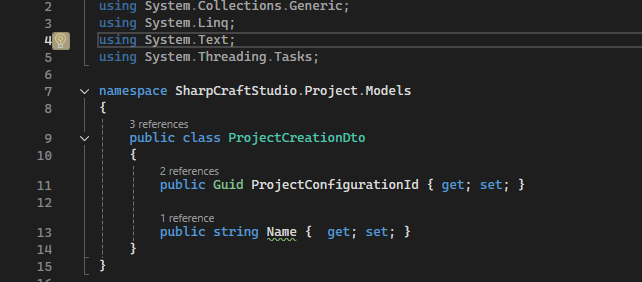 2 using System.Collections.Generic;
3 using System.Linq;
4 using System.Text;
5 using System.Threading.Tasks;
6
7 namespace SharpCraftStudio.Project.Models
8 {
3 references
9 public class ProjectCreationDto
10 {
2 references
11 public Guid ProjectConfigurationId { get; set; }
12
1 reference
13 public string Name {  get; set; }
14 }
15 }
16